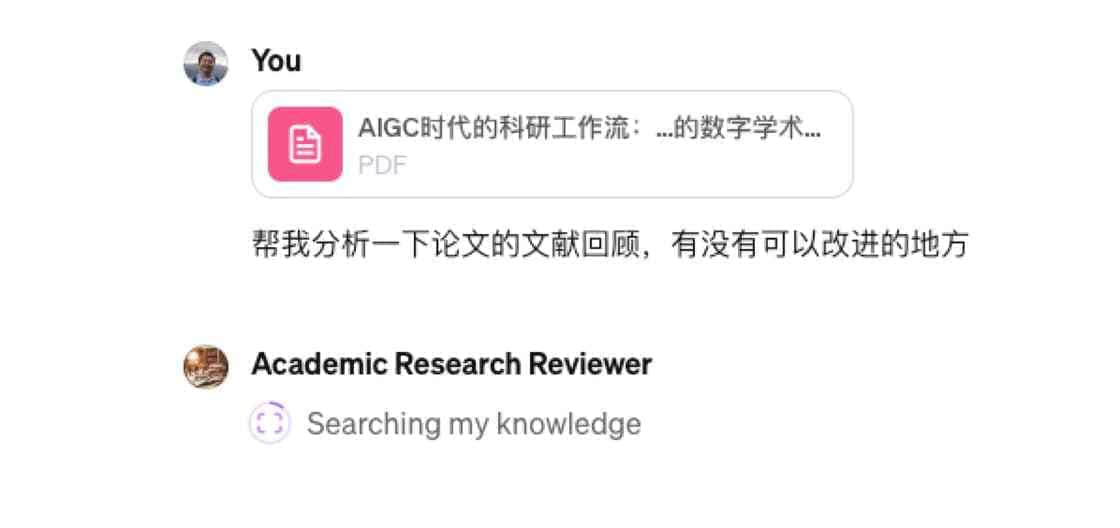 You
AIGC时代的科研工作流：...的数字学术...
PDF
帮我分析一下论文的文献回顾，有没有可以改进的地方
Academic Research Reviewer
Searching my knowledge